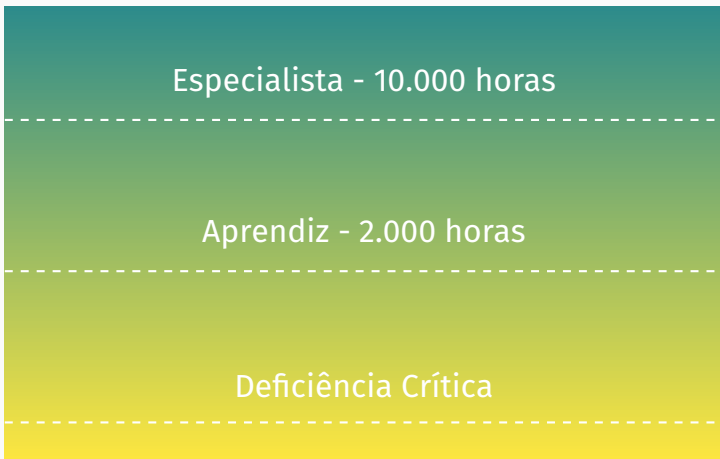 Especialista - 10.000 horas
Aprendiz - 2.000 horas
Deficiência Crítica